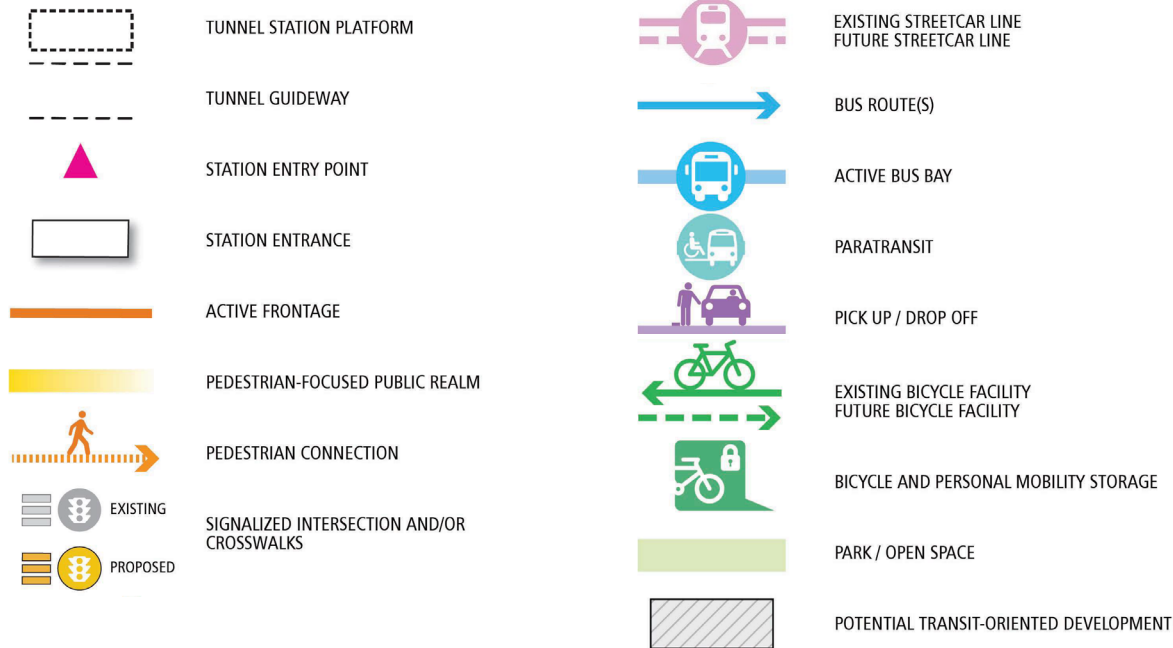 TUNNEL STATION PLATFORM
TUNNEL GUIDEWAY
STATION ENTRY POINT
STATION ENTRANCE
ACTIVE FRONTAGE
PEDESTRIAN-FOCUSED PUBLIC REALM
PEDESTRIAN CONNECTION
EXISTING
PROPOSED
SIGNALIZED INTERSECTION AND/OR
CROSSWALKS
EXISTING STREETCAR LINE
FUTURE STREETCAR LINE
BUS ROUTE(S)
ACTIVE BUS BAY
PARATRANSIT
PICK UP / DROP OFF
EXISTING BICYCLE FACILITY
FUTURE BICYCLE FACILITY
BICYCLE AND PERSONAL MOBILITY STORAGE
PARK / OPEN SPACE
POTENTIAL TRANSIT-ORIENTED DEVELOPMENT